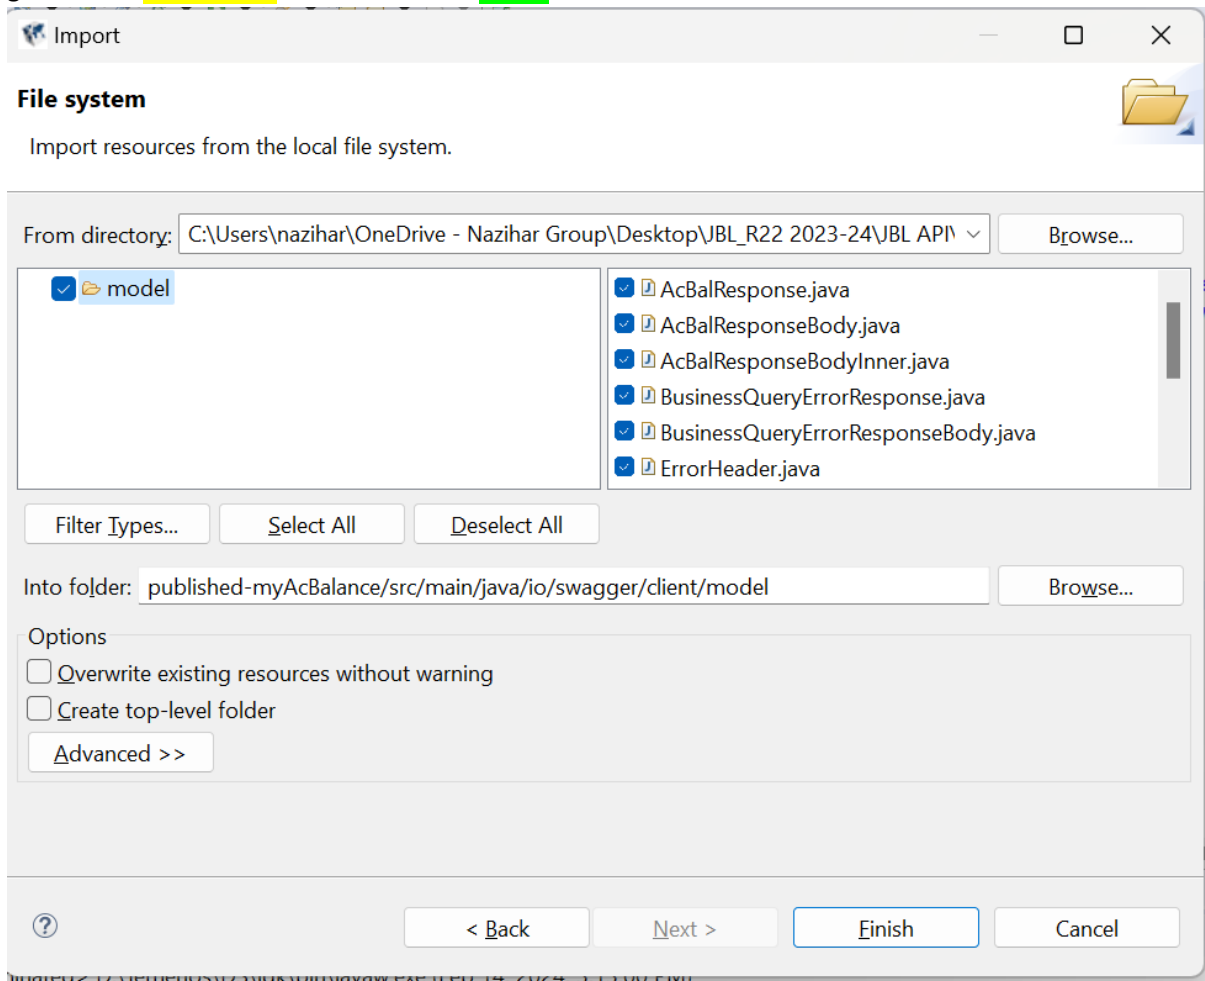 Import
File system
Import resources from the local file system.
From directory: C:\Users\nazihar\OneDrive - Nazihar Group\Desktop\JBL_R22 2023-24\JBL API\ Browse...
model
AcBalResponse.java
AcBalResponseBody.java
AcBalResponseBodyInner.java
BusinessQueryErrorResponse.java
BusinessQueryErrorResponseBody.java
ErrorHeader.java
Filter Types... Select All Deselect All
Into folder: published-myAcBalance/src/main/java/io/swagger/client/model Browse...
Options
Overwrite existing resources without warning
Create top-level folder
Advanced >>
? < Back Next > Finish Cancel